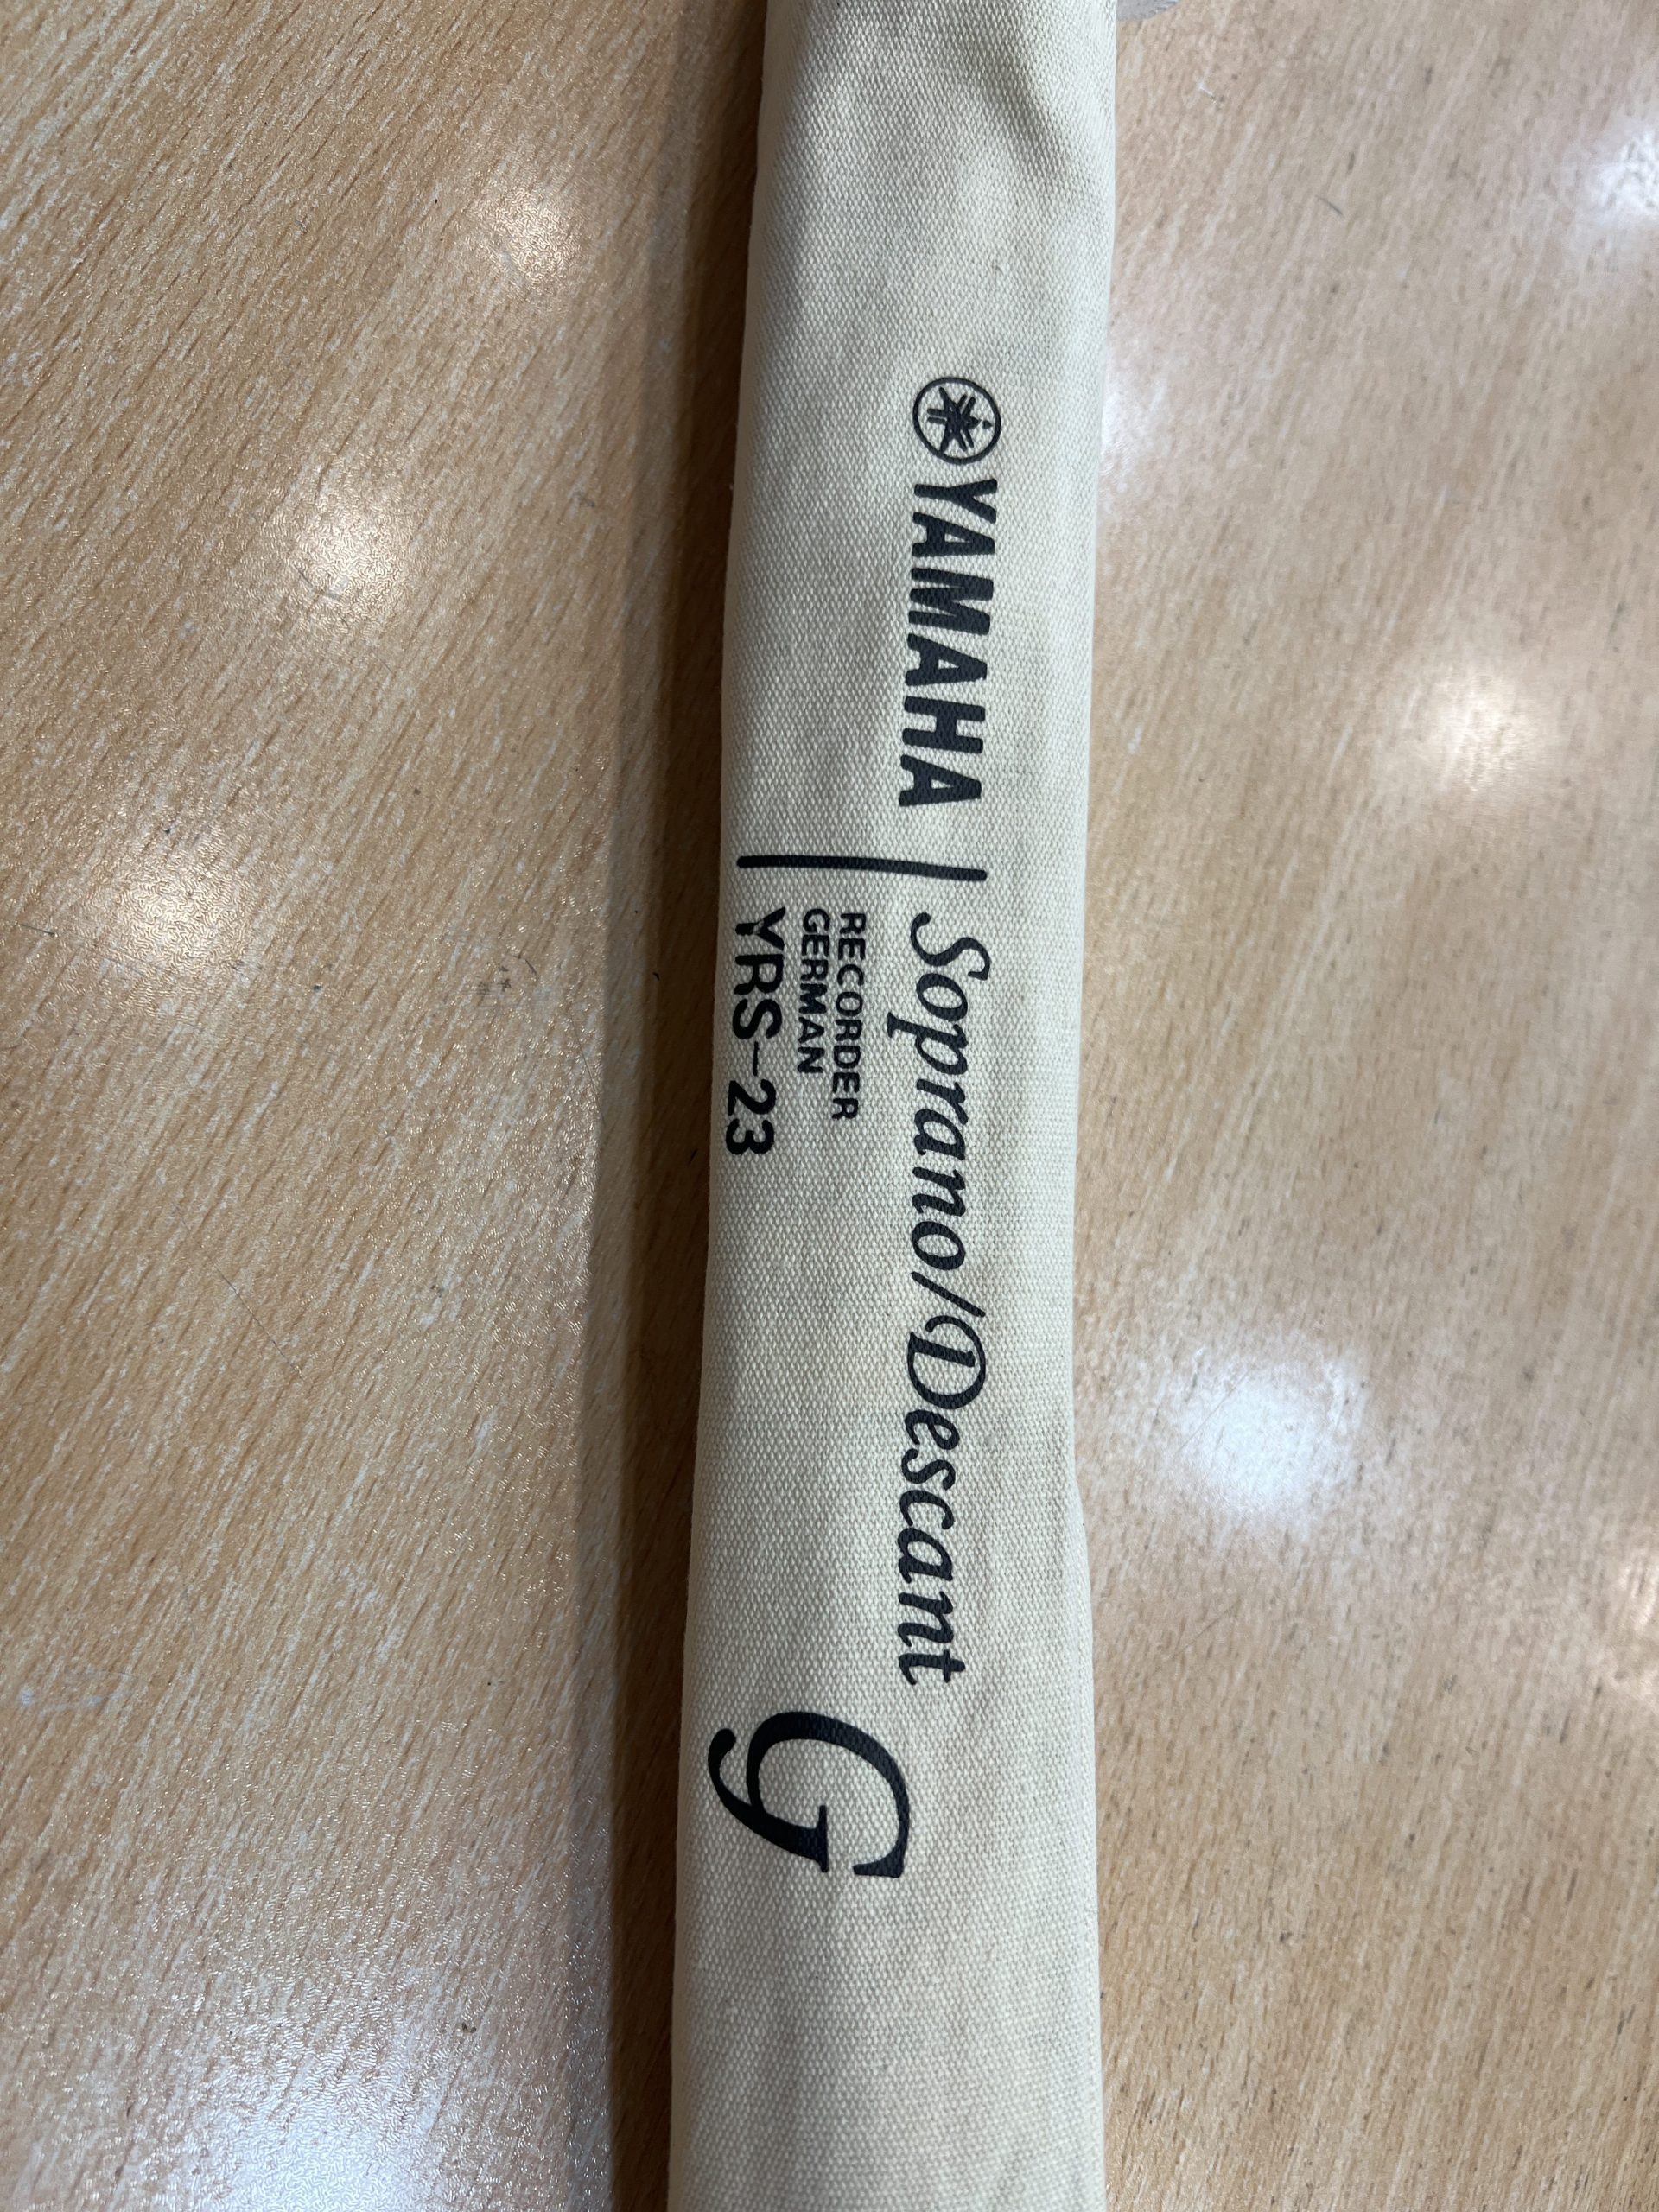 YAMAHA
Soprano/Descant
RECORDER
GERMAN
YRS-23
G